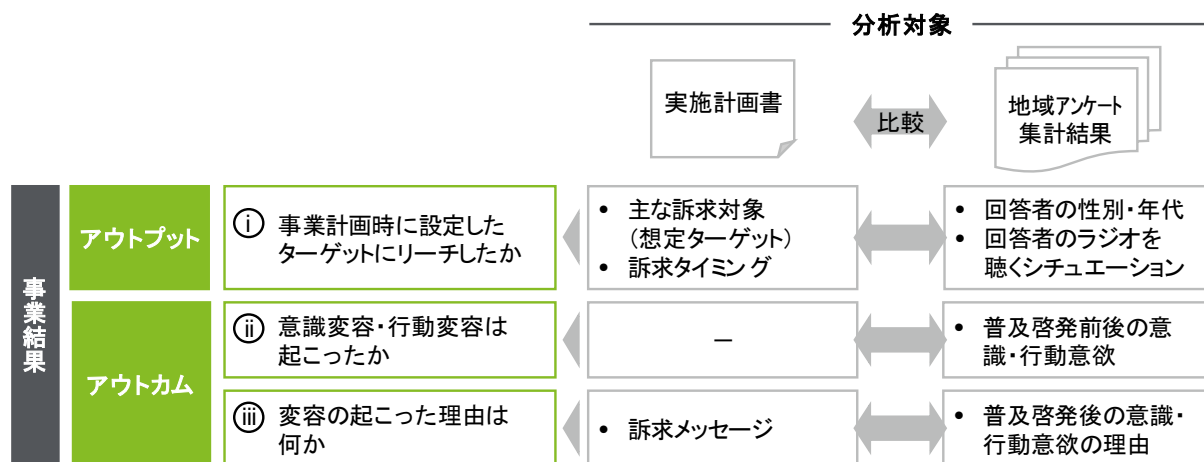 分析対象
実施計画書
比較
地域アンケート
集計結果
事業結果
アウトプット
ⅰ 事業計画時に設定した
ターゲットにリーチしたか
• 主な訴求対象
(想定ターゲット)
• 訴求タイミング
• 回答者の性別・年代
• 回答者のラジオを
聴くシチュエーション
アウトカム
ⅱ 意識変容・行動変容は
起こったか
－
• 普及啓発前後の意
識・行動意欲
ⅲ 変容の起こった理由は
何か
• 訴求メッセージ
• 普及啓発後の意識・
行動意欲の理由